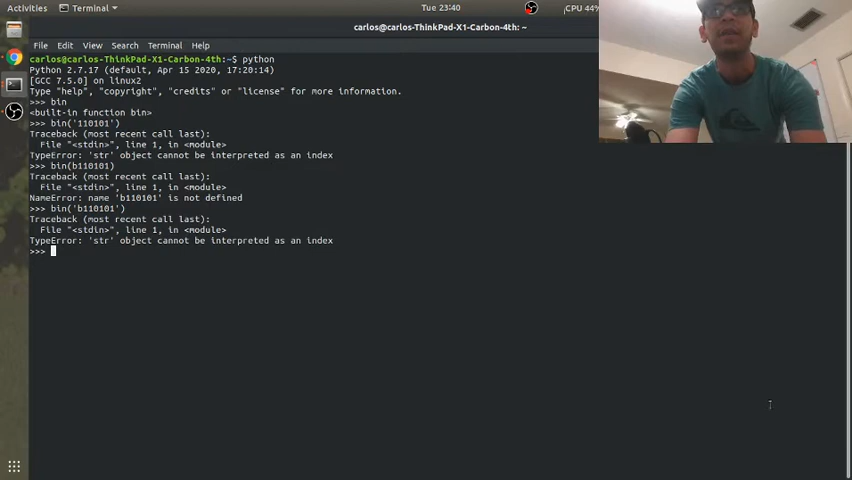 Activities
Terminal
Tue 23:40
CPU 44%
carlos@carlos-ThinkPad-X1-Carbon-4th: ~
File Edit View Search Terminal Help
carlos@carlos-ThinkPad-X1-Carbon-4th:~$ python
Python 2.7.17 (default, Apr 15 2020, 17:20:14)
[GCC 7.5.0] on linux2
Type "help", "copyright", "credits" or "license" for more information.
>>> bin
<built-in function bin>
>>> bin('110101')
Traceback (most recent call last):
  File "<stdin>", line 1, in <module>
TypeError: 'str' object cannot be interpreted as an index
>>> bin(b110101)
Traceback (most recent call last):
  File "<stdin>", line 1, in <module>
NameError: name 'b110101' is not defined
>>> bin('b110101')
Traceback (most recent call last):
  File "<stdin>", line 1, in <module>
TypeError: 'str' object cannot be interpreted as an index
>>>